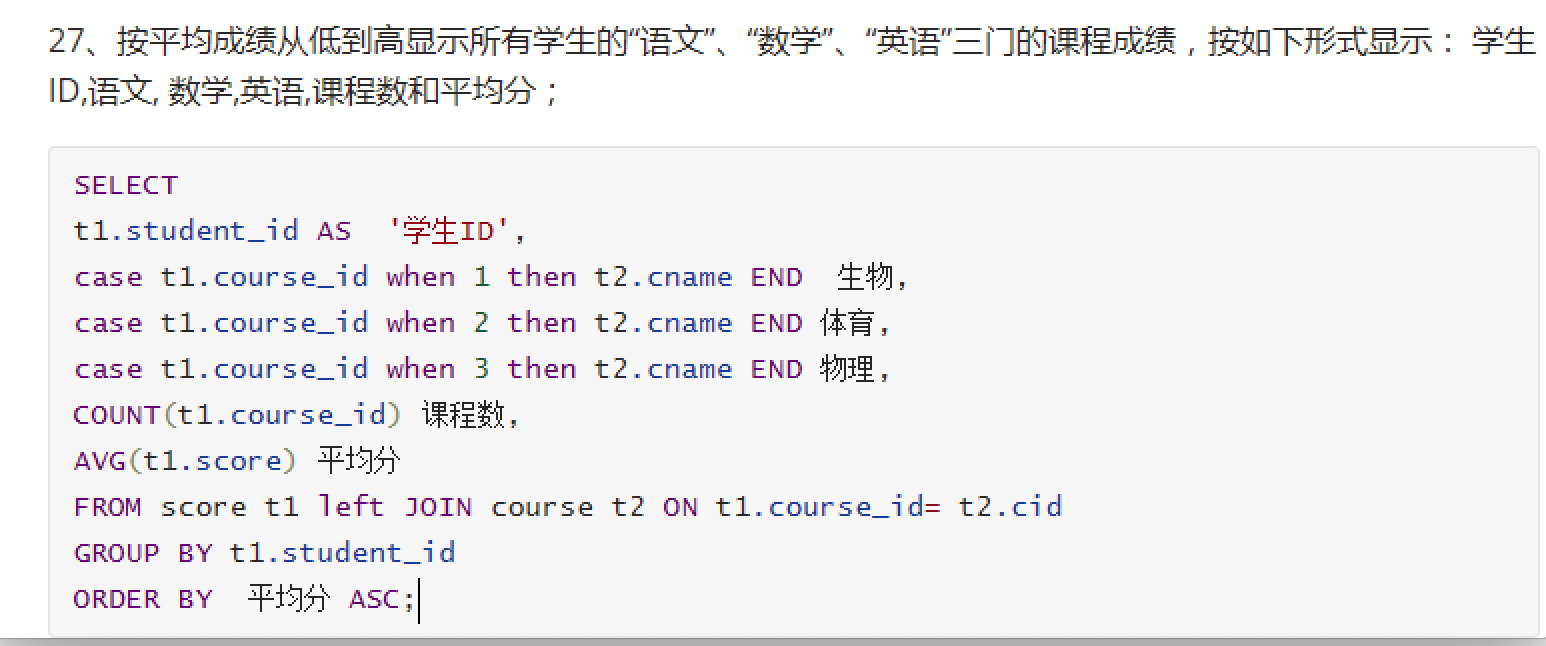 27、按平均成绩从低到高显示所有学生的“语文”、“数学”、“英语”三门的课程成绩，按如下形式显示： 学生
ID,语文, 数学,英语,课程数和平均分；
SELECT
t1.student_id AS  '学生ID',
case t1.course_id when 1 then t2.cname END  生物,
case t1.course_id when 2 then t2.cname END 体育,
case t1.course_id when 3 then t2.cname END 物理,
COUNT(t1.course_id) 课程数,
AVG(t1.score) 平均分
FROM score t1 left JOIN course t2 ON t1.course_id= t2.cid
GROUP BY t1.student_id
ORDER BY  平均分 ASC;